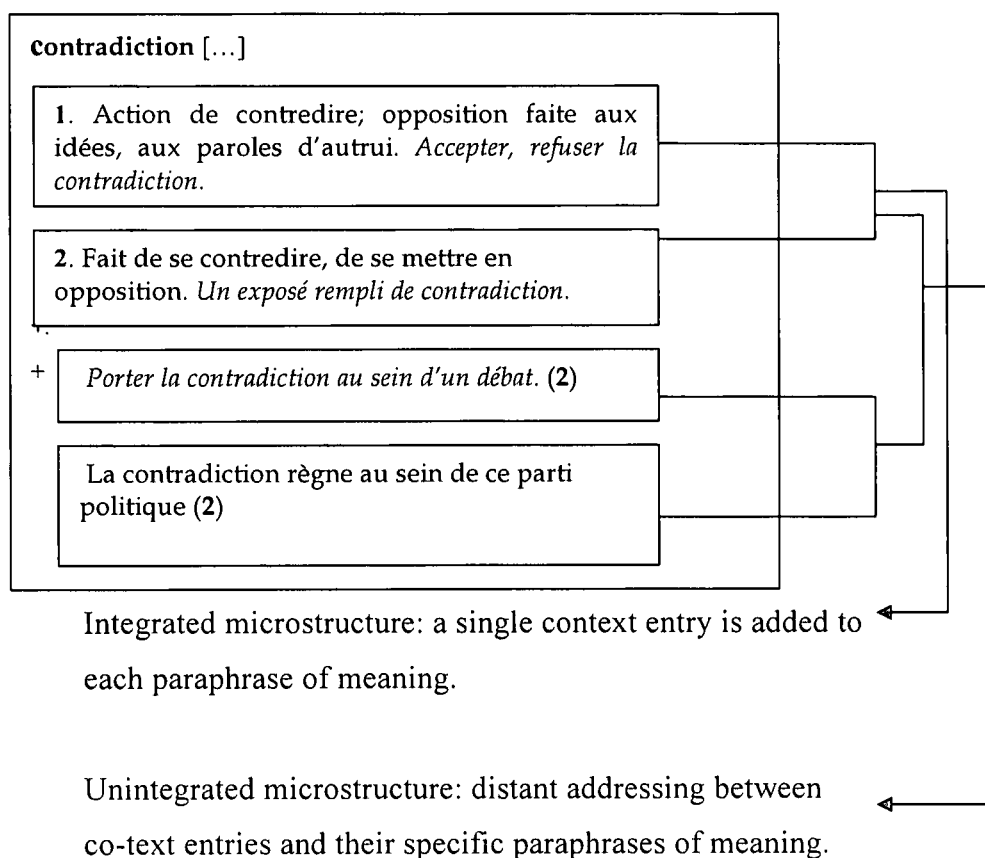 contradiction […]
1. Action de contredire; opposition faite aux
idées, aux paroles d'autrui. Accepter, refuser la
contradiction.
2. Fait de se contredire, de se mettre en
opposition. Un exposé rempli de contradiction.
+
Porter la contradiction au sein d'un débat. (2)
La contradiction règne au sein de ce parti
politique (2)
Integrated microstructure: a single context entry is added to
each paraphrase of meaning.
Unintegrated microstructure: distant addressing between
co-text entries and their specific paraphrases of meaning.